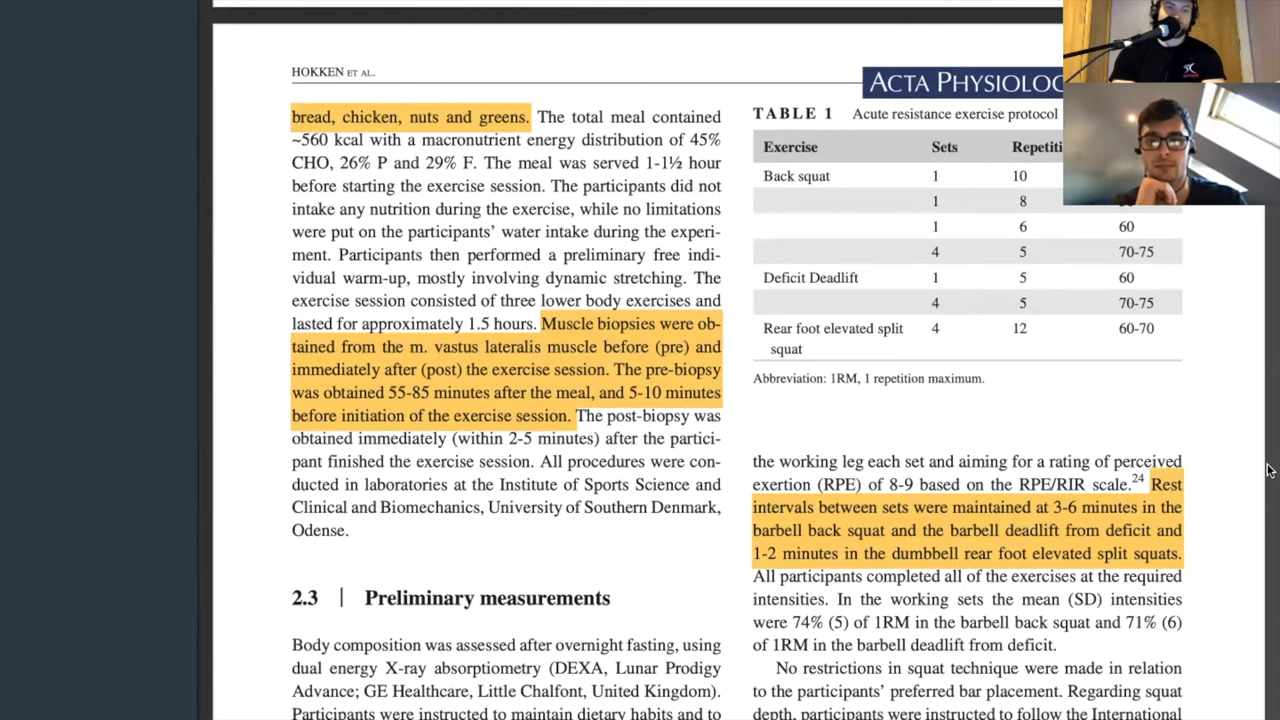 HOKKEN ET AL.
ACTA PHYSIOLOG
bread, chicken, nuts and greens. The total meal contained
~560 kcal with a macronutrient energy distribution of 45%
CHO, 26% P and 29% F. The meal was served 1-1½ hour
before starting the exercise session. The participants did not
intake any nutrition during the exercise, while no limitations
were put on the participants’ water intake during the experi-
ment. Participants then performed a preliminary free indi-
vidual warm-up, mostly involving dynamic stretching. The
exercise session consisted of three lower body exercises and
lasted for approximately 1.5 hours. Muscle biopsies were ob-
tained from the m. vastus lateralis muscle before (pre) and
immediately after (post) the exercise session. The pre-biopsy
was obtained 55-85 minutes after the meal, and 5-10 minutes
before initiation of the exercise session. The post-biopsy was
obtained immediately (within 2-5 minutes) after the partici-
pant finished the exercise session. All procedures were con-
ducted in laboratories at the Institute of Sports Science and
Clinical and Biomechanics, University of Southern Denmark,
Odense.
2.3 | Preliminary measurements
Body composition was assessed after overnight fasting, using
dual energy X-ray absorptiometry (DEXA, Lunar Prodigy
Advance; GE Healthcare, Little Chalfont, United Kingdom).
Participants were instructed to maintain dietary habits and to
TABLE 1 Acute resistance exercise protocol
Exercise Sets Repetiti
Back squat 1 10
1 8
1 6 60
4 5 70-75
Deficit Deadlift 1 5 60
4 5 70-75
Rear foot elevated split 4 12 60-70
squat
Abbreviation: 1RM, 1 repetition maximum.
the working leg each set and aiming for a rating of perceived
exertion (RPE) of 8-9 based on the RPE/RIR scale.24 Rest
intervals between sets were maintained at 3-6 minutes in the
barbell back squat and the barbell deadlift from deficit and
1-2 minutes in the dumbbell rear foot elevated split squats.
All participants completed all of the exercises at the required
intensities. In the working sets the mean (SD) intensities
were 74% (5) of 1RM in the barbell back squat and 71% (6)
of 1RM in the barbell deadlift from deficit.
No restrictions in squat technique were made in relation
to the participants’ preferred bar placement. Regarding squat
depth, participants were instructed to follow the International